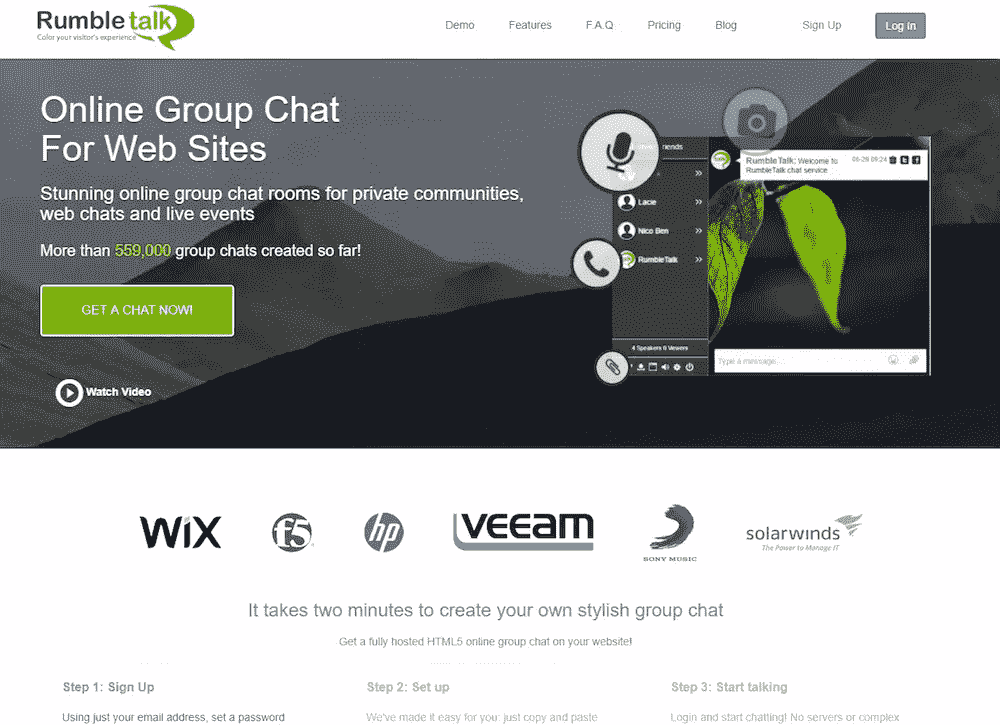 Rumbletalk
Color your visitor's experience
Demo Features F.A.Q. Pricing Blog Sign Up Log In
Online Group Chat
For Web Sites
Stunning online group chat rooms for private communities,
web chats and live events
More than 559,000 group chats created so far!
GET A CHAT NOW!
Watch Video
riends
Lacie
Nico Ben
RumbleTalk
4 Speakers 0 Viewers
RumbleTalk: Welcome to
RumbleTalk chat service
06-28 09:24
Type a message...
WiX
f5
hp
veeam
SONY MUSIC
solarwinds
The Power to Manage IT
It takes two minutes to create your own stylish group chat
Get a fully hosted HTML5 online group chat on your website!
Step 1: Sign Up
Step 2: Set up
Step 3: Start talking
Using just your email address, set a password
We've made it easy for you: just copy and paste
Login and start chatting! No servers or complex